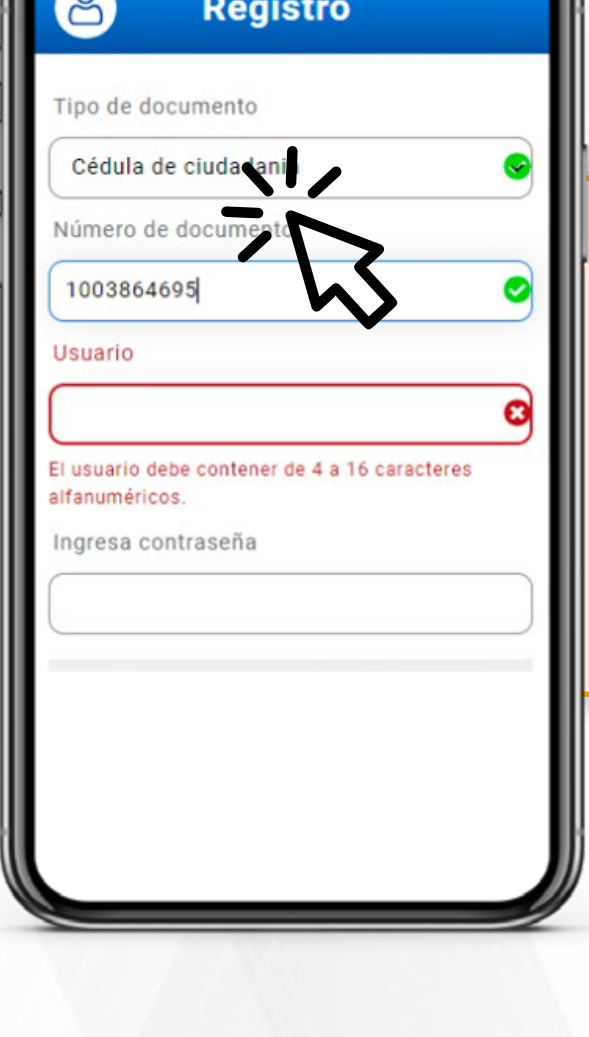 Registro
Tipo de documento
Cédula de ciudadania
Número de documento
1003864695
Usuario
El usuario debe contener de 4 a 16 caracteres
alfanuméricos.
Ingresa contraseña